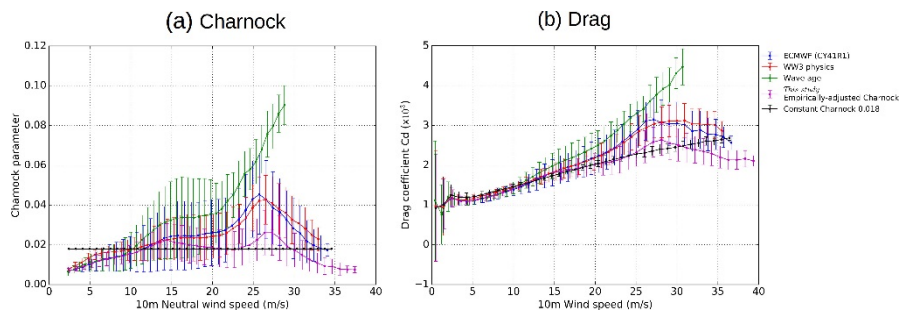 (a) Charnock
(b) Drag
0.12
0.10
0.08
0.06
0.04
0.02
0.00
0 5 10 15 20 25 30 35 40
Charnock parameter
10m Neutral wind speed (m/s)
5
4
3
2
1
0
−1
0 5 10 15 20 25 30 35 40
Drag coefficient Cd (×10³)
10m Wind speed (m/s)
ECMWF (CY41R1)
WW3 physics
Wave age
This study
Empirically-adjusted Charnock
Constant Charnock 0.018